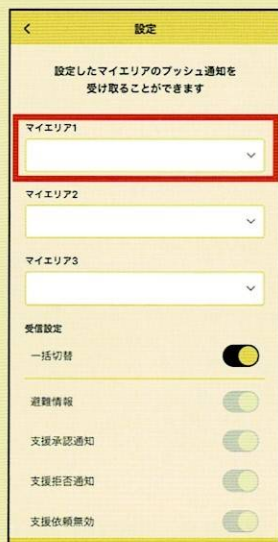 設定
設定したマイエリアのプッシュ通知を
受け取ることができます
マイエリア1
マイエリア2
マイエリア3
受信設定
一括切替
避難情報
支援承認通知
支援拒否通知
支援依頼無効